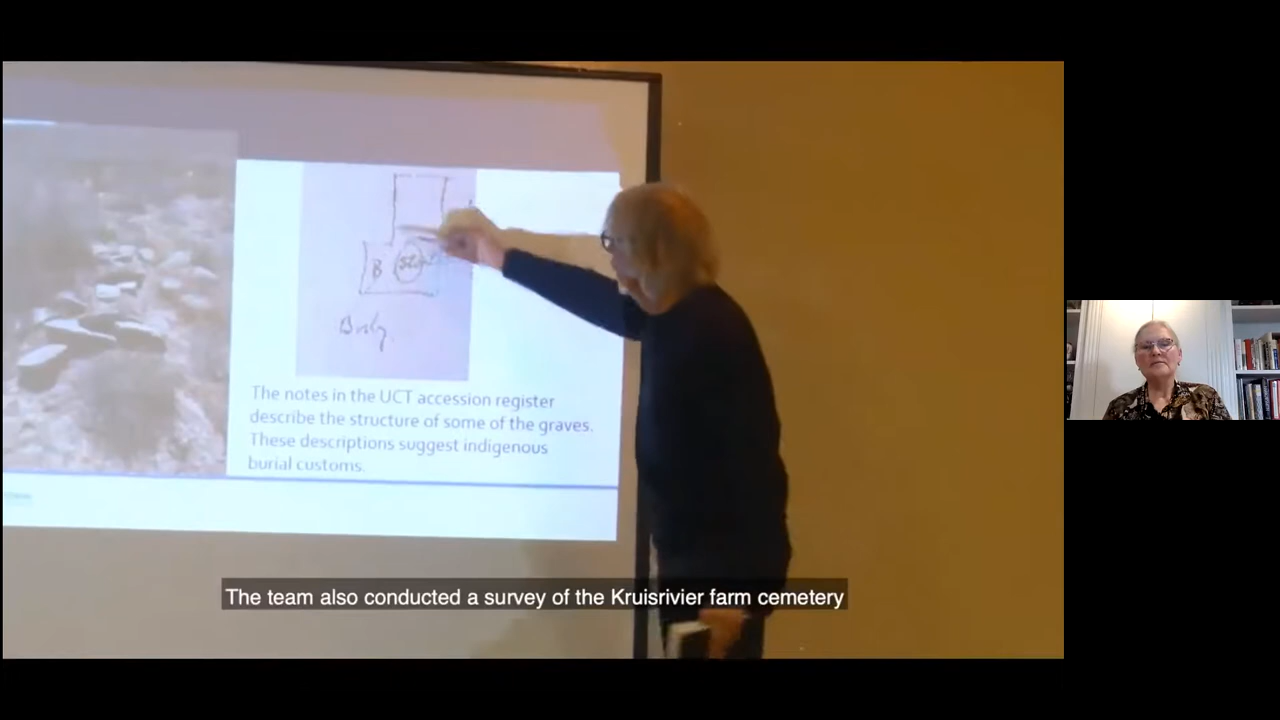 B
Body
The notes in the UCT accession register
describe the structure of some of the graves.
These descriptions suggest indigenous
burial customs.
The team also conducted a survey of the Kruisrivier farm cemetery